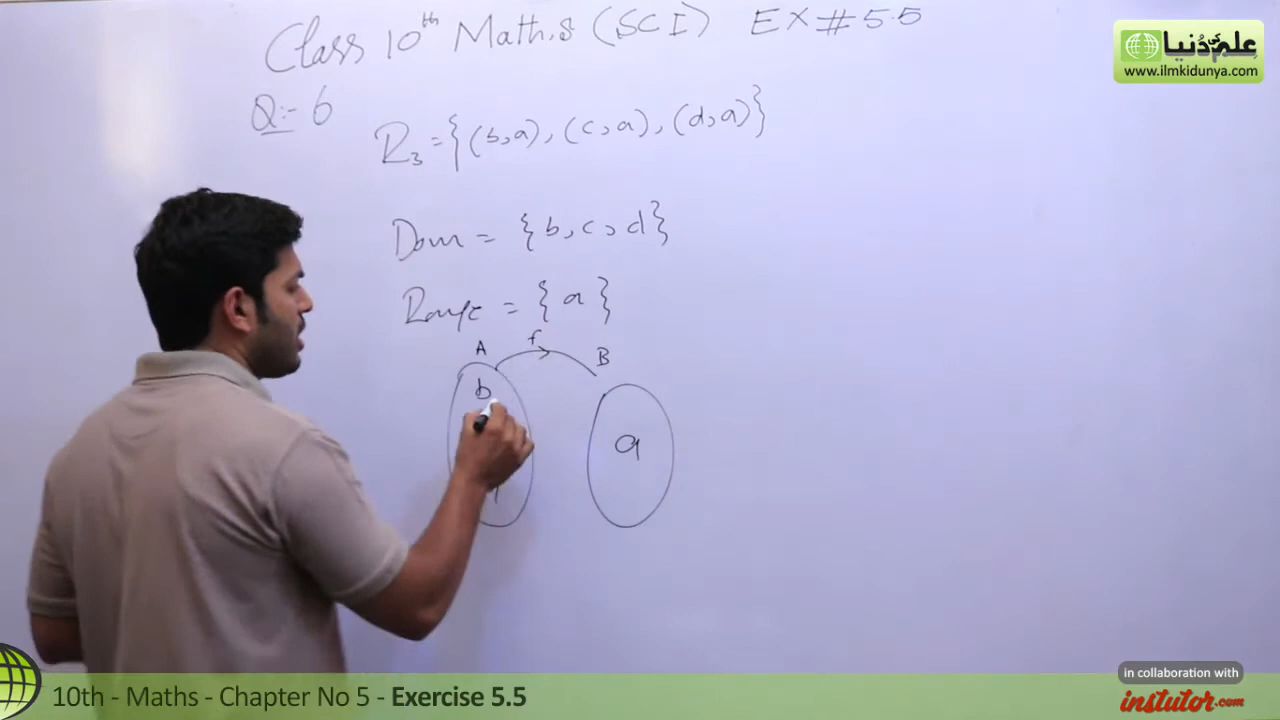 Class 10th Maths (SCI) EX # 5.5
علم کی دُنیا
www.ilmkidunya.com
Q:- 6
R3 = {(b,a), (c,a), (d,a)}
Dom = {b, c, d}
Range = {a}
A f B
b
a
in collaboration with
instutor.com
10th - Maths - Chapter No 5 - Exercise 5.5